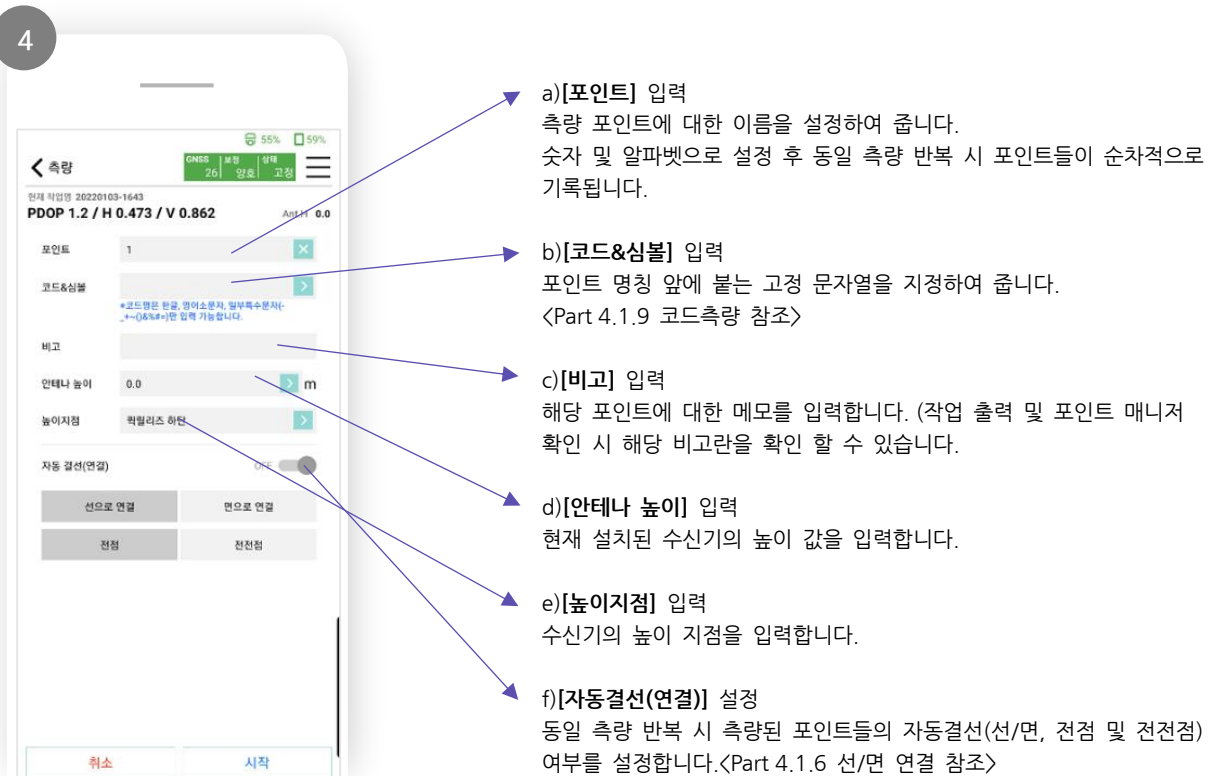 4
55% 59%
측량
GNSS 보정 상태
26 양호 고정
현재 작업명 20220103-1643
PDOP 1.2 / H 0.473 / V 0.862 Ant.H 0.0
포인트 1
코드&심볼
*코드명은 한글, 영어소문자, 일부특수문자(-
_+~()&%#=)만 입력 가능합니다.
비고
안테나 높이 0.0 m
높이지점 퀵릴리즈 하단
자동 결선(연결) OFF
선으로 연결 면으로 연결
전점 전전점
취소 시작
a)[포인트] 입력
측량 포인트에 대한 이름을 설정하여 줍니다.
숫자 및 알파벳으로 설정 후 동일 측량 반복 시 포인트들이 순차적으로
기록됩니다.
b)[코드&심볼] 입력
포인트 명칭 앞에 붙는 고정 문자열을 지정하여 줍니다.
<Part 4.1.9 코드측량 참조>
c)[비고] 입력
해당 포인트에 대한 메모를 입력합니다. (작업 출력 및 포인트 매니저
확인 시 해당 비고란을 확인 할 수 있습니다.
d)[안테나 높이] 입력
현재 설치된 수신기의 높이 값을 입력합니다.
e)[높이지점] 입력
수신기의 높이 지점을 입력합니다.
f)[자동결선(연결)] 설정
동일 측량 반복 시 측량된 포인트들의 자동결선(선/면, 전점 및 전전점)
여부를 설정합니다.<Part 4.1.6 선/면 연결 참조>